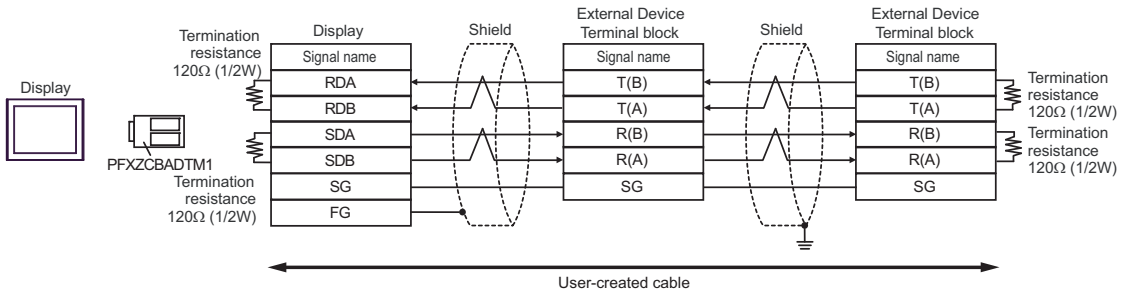 Display
PFXZCBADTM1
Termination
resistance
120Ω (1/2W)
Termination
resistance
120Ω (1/2W)
Display
Signal name
RDA
RDB
SDA
SDB
SG
FG
Shield
External Device
Terminal block
Signal name
T(B)
T(A)
R(B)
R(A)
SG
Shield
External Device
Terminal block
Signal name
T(B)
T(A)
R(B)
R(A)
SG
Termination
resistance
120Ω (1/2W)
Termination
resistance
120Ω (1/2W)
User-created cable